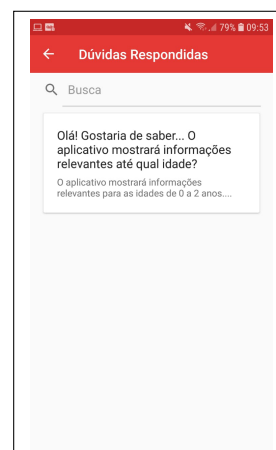 79% 09:53
Dúvidas Respondidas
Busca
Olá! Gostaria de saber... O
aplicativo mostrará informações
relevantes até qual idade?
O aplicativo mostrará informações
relevantes para as idades de 0 a 2 anos....